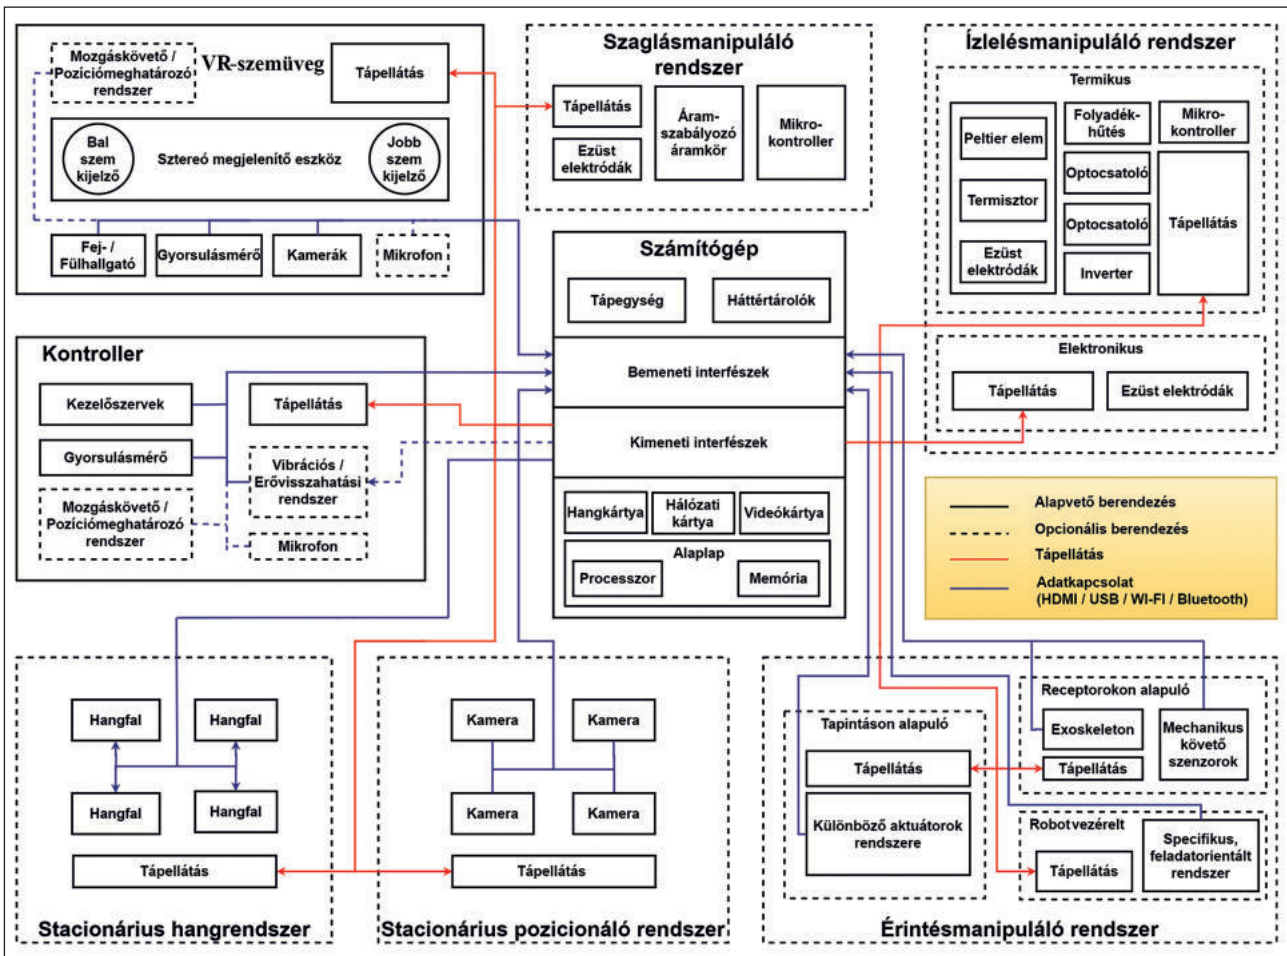 Mozgáskövető /
Pozíciómeghatározó
rendszer
VR-szemüveg
Tápellátás
Bal
szem
kijelző
Sztereó megjelenítő eszköz
Jobb
szem
kijelző
Fej- /
Fülhallgató
Gyorsulásmérő
Kamerák
Mikrofon
Szaglásmanipuláló
rendszer
Tápellátás
Ezüst
elektródák
Áram-
szabályozó
áramkör
Mikro-
kontroller
Ízlelésmanipuláló rendszer
Termikus
Peltier elem
Termisztor
Ezüst
elektródák
Folyadék-
hűtés
Optocsatoló
Optocsatoló
Inverter
Mikro-
kontroller
Tápellátás
Elektronikus
Tápellátás
Ezüst elektródák
Számítógép
Tápegység
Háttértárolók
Bemeneti interfészek
Kimeneti interfészek
Hangkártya
Hálózati
kártya
Videókártya
Alaplap
Processzor
Memória
Kontroller
Kezelőszervek
Tápellátás
Gyorsulásmérő
Vibrációs /
Erővisszahatási
rendszer
Mozgáskövető /
Pozíciómeghatározó
rendszer
Mikrofon
Alapvető berendezés
Opcionális berendezés
Tápellátás
Adatkapcsolat
(HDMI / USB / WI-FI / Bluetooth)
Hangfal
Hangfal
Hangfal
Hangfal
Tápellátás
Stacionárius hangrendszer
Kamera
Kamera
Kamera
Kamera
Tápellátás
Stacionárius pozicionáló rendszer
Tapintáson alapuló
Tápellátás
Különböző aktuátorok
rendszere
Receptorokon alapuló
Exoskeleton
Tápellátás
Mechanikus
követő
szenzorok
Robotvezérelt
Tápellátás
Specifikus,
feladatorientált
rendszer
Érintésmanipuláló rendszer